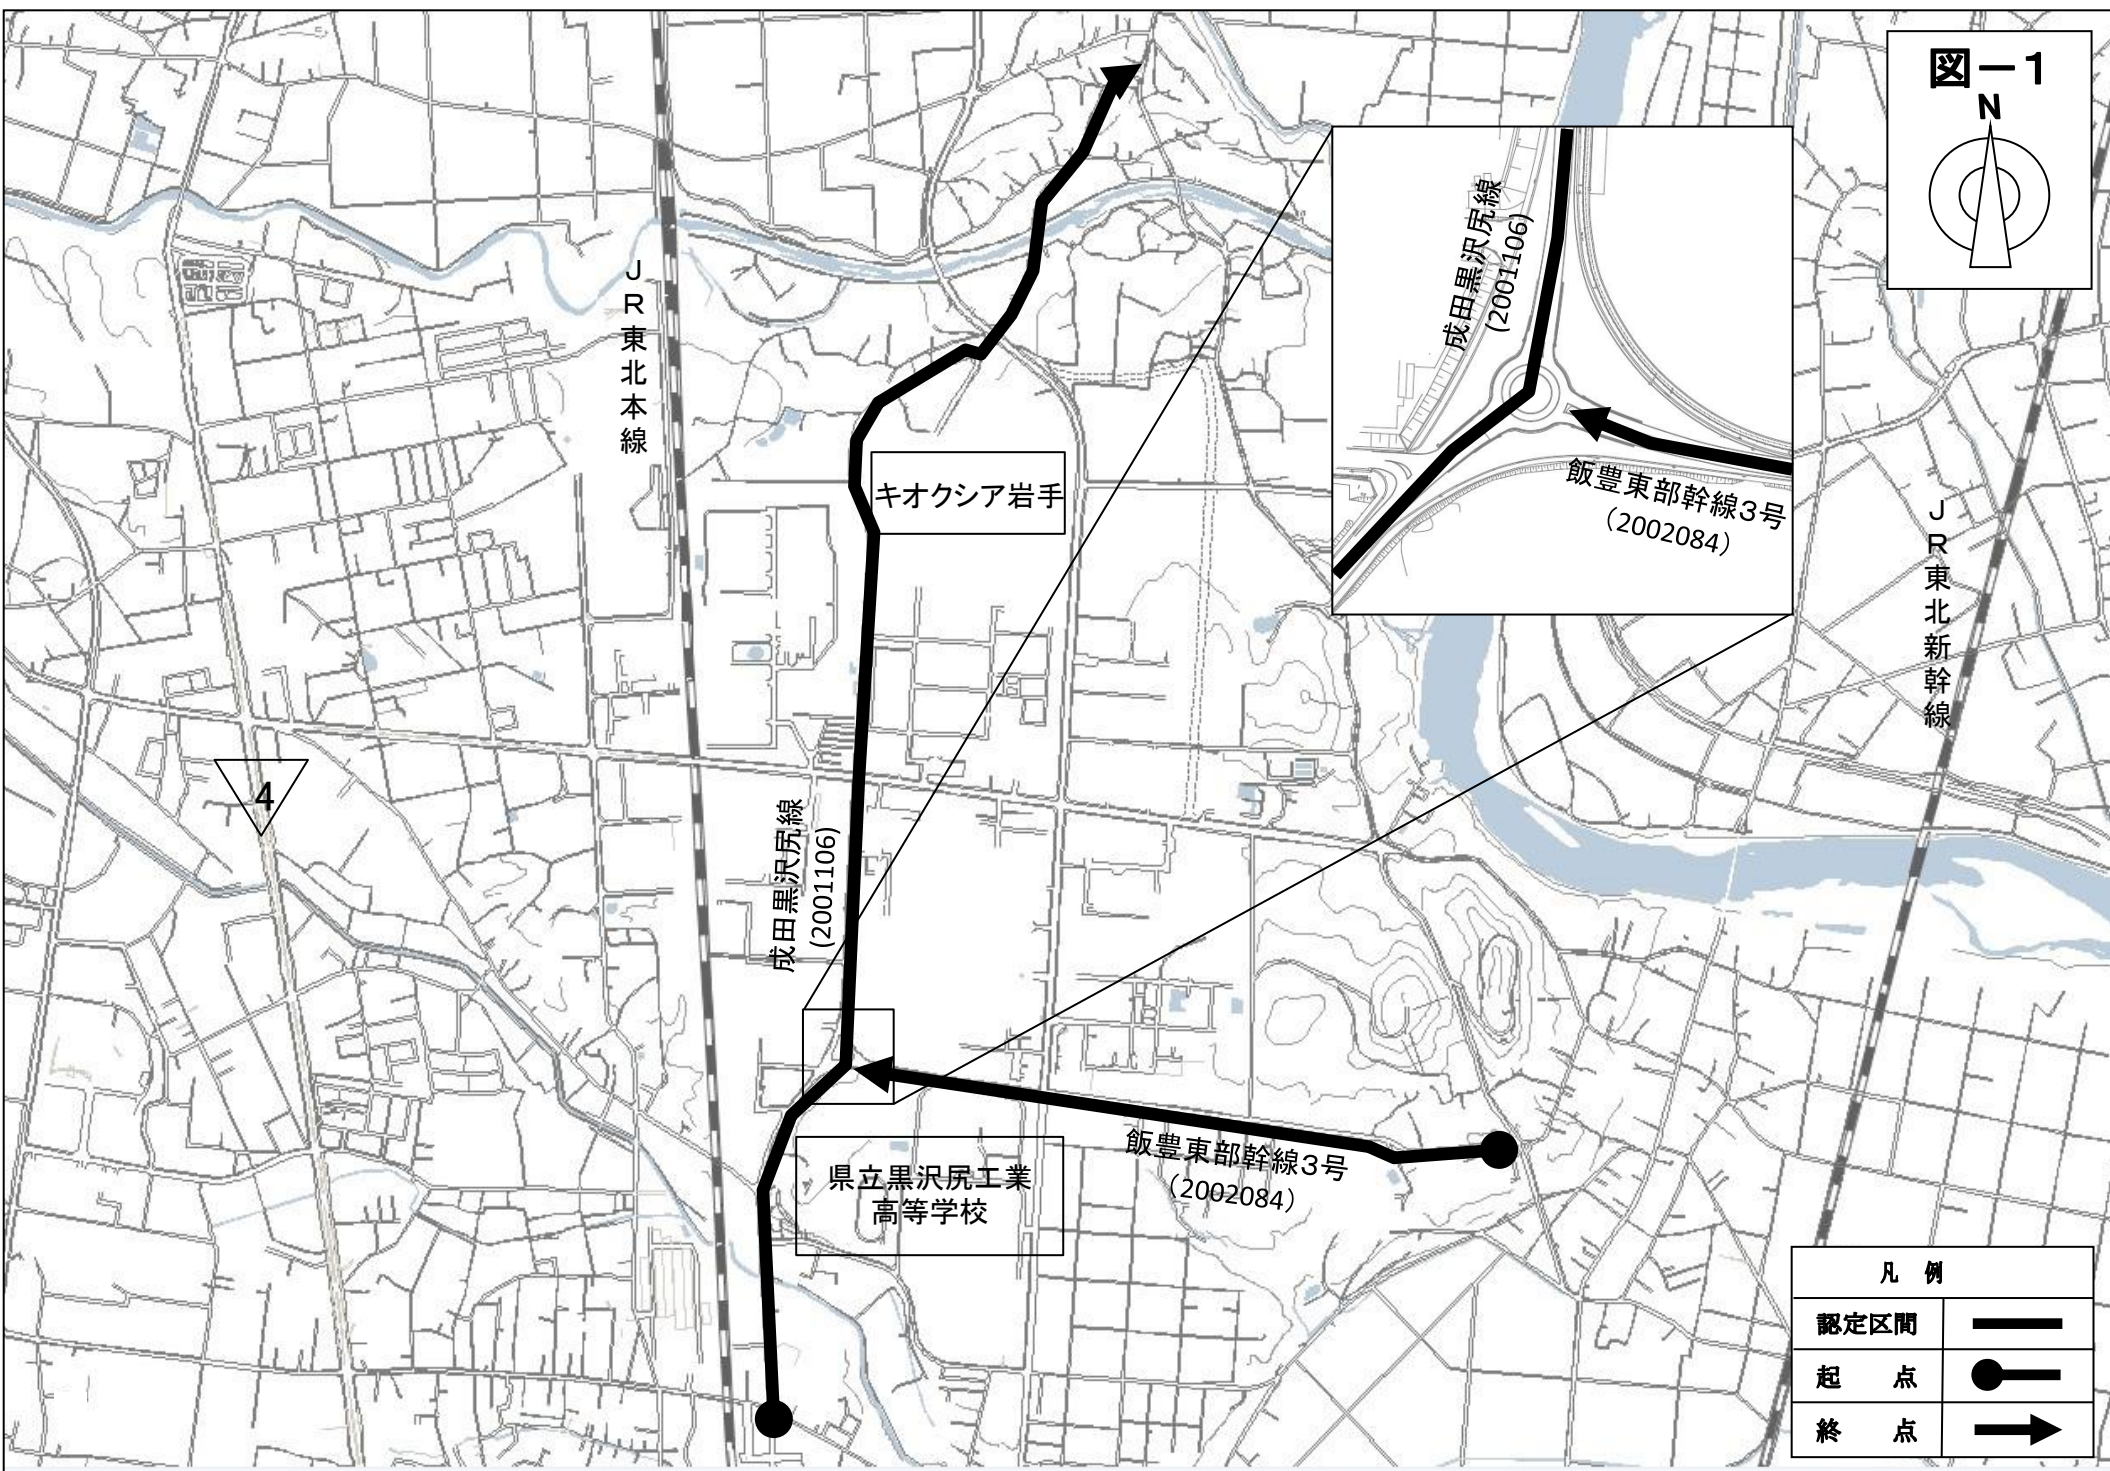 図－1
N
JR東北本線
成田黒沢尻線
(2001106)
飯豊東部幹線3号
（2002084）
キオクシア岩手
JR東北新幹線
4
成田黒沢尻線
(2001106)
県立黒沢尻工業
高等学校
飯豊東部幹線3号
（2002084）
凡　例
認定区間
起　点
終　点